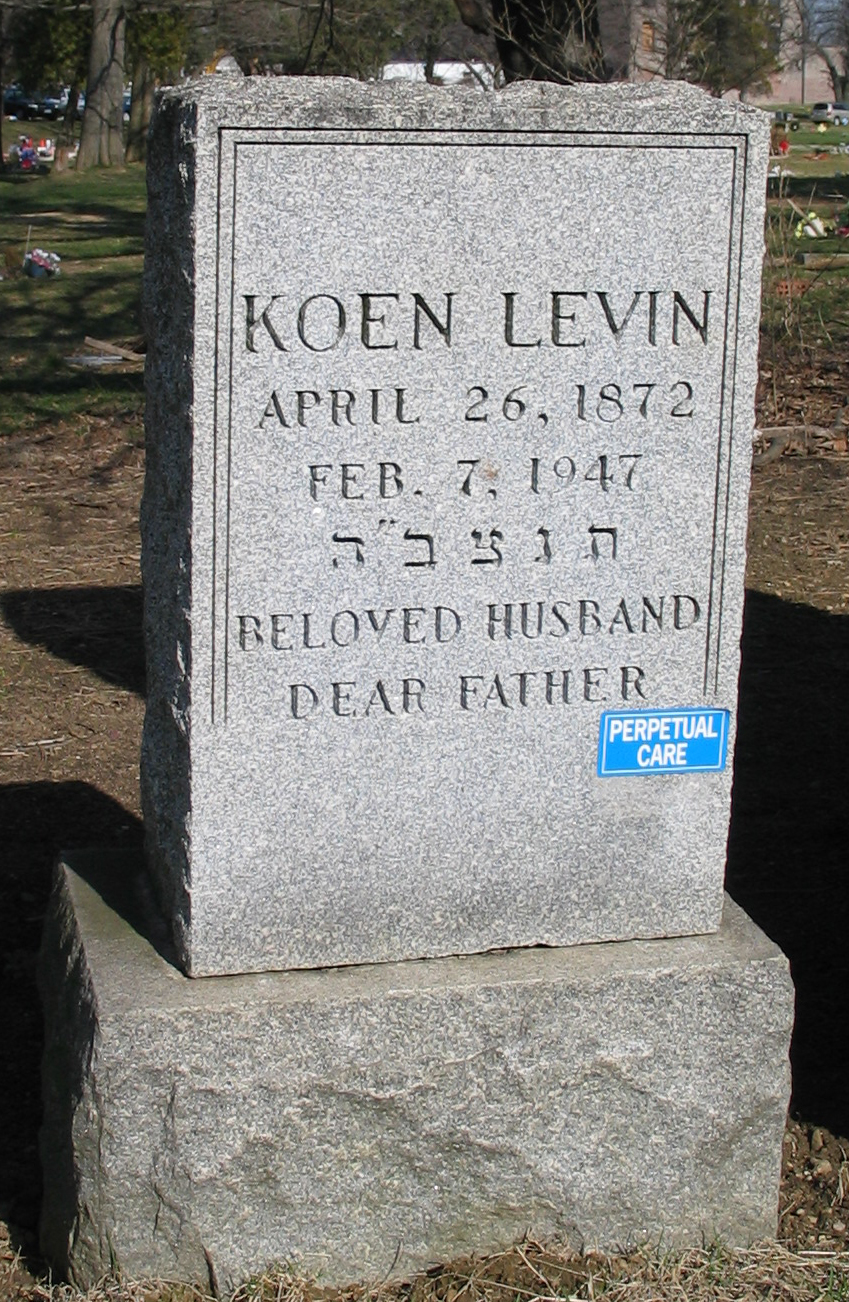 KOEN LEVIN
APRIL 26, 1872
FEB. 7, 1947
ת נ צ ב״ה
BELOVED HUSBAND
DEAR FATHER
PERPETUAL
CARE